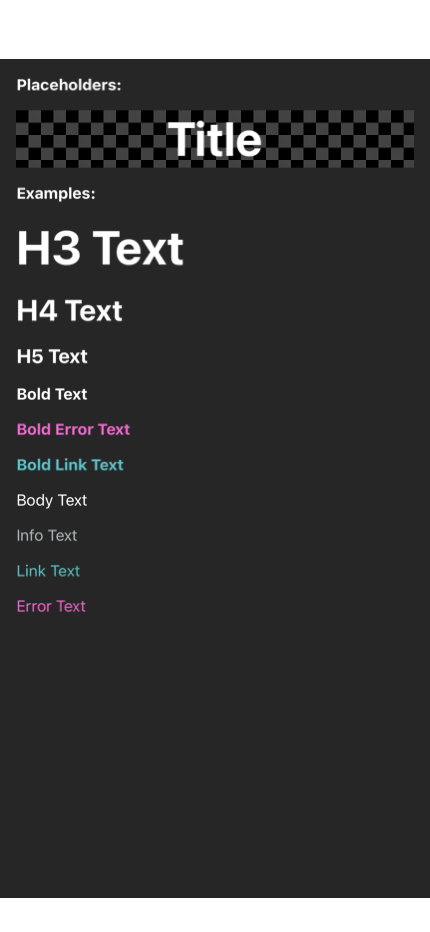 Placeholders:
Title
Examples:
H3 Text
H4 Text
H5 Text
Bold Text
Bold Error Text
Bold Link Text
Body Text
Info Text
Link Text
Error Text